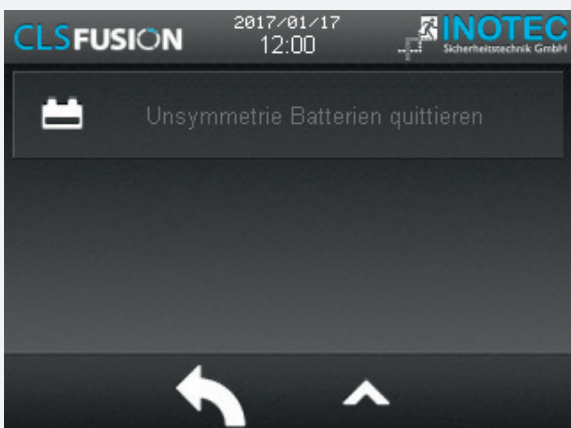 CLSFUSION
2017/01/17
12:00
INOTEC
Sicherheitstechnik GmbH
Unsymmetrie Batterien quittieren